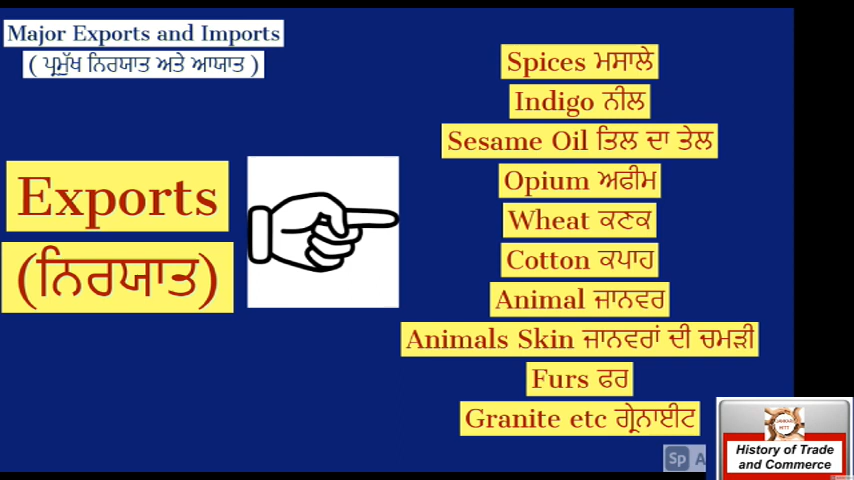 Major Exports and Imports
( ਪ੍ਰਮੁੱਖ ਨਿਰਯਾਤ ਅਤੇ ਆਯਾਤ )
Exports
(ਨਿਰਯਾਤ)
Spices ਮਸਾਲੇ
Indigo ਨੀਲ
Sesame Oil ਤਿਲ ਦਾ ਤੇਲ
Opium ਅਫੀਮ
Wheat ਕਣਕ
Cotton ਕਪਾਹ
Animal ਜਾਨਵਰ
Animals Skin ਜਾਨਵਰਾਂ ਦੀ ਚਮੜੀ
Furs ਫਰ
Granite etc ਗ੍ਰੇਨਾਈਟ
Sp A
History of Trade
and Commerce